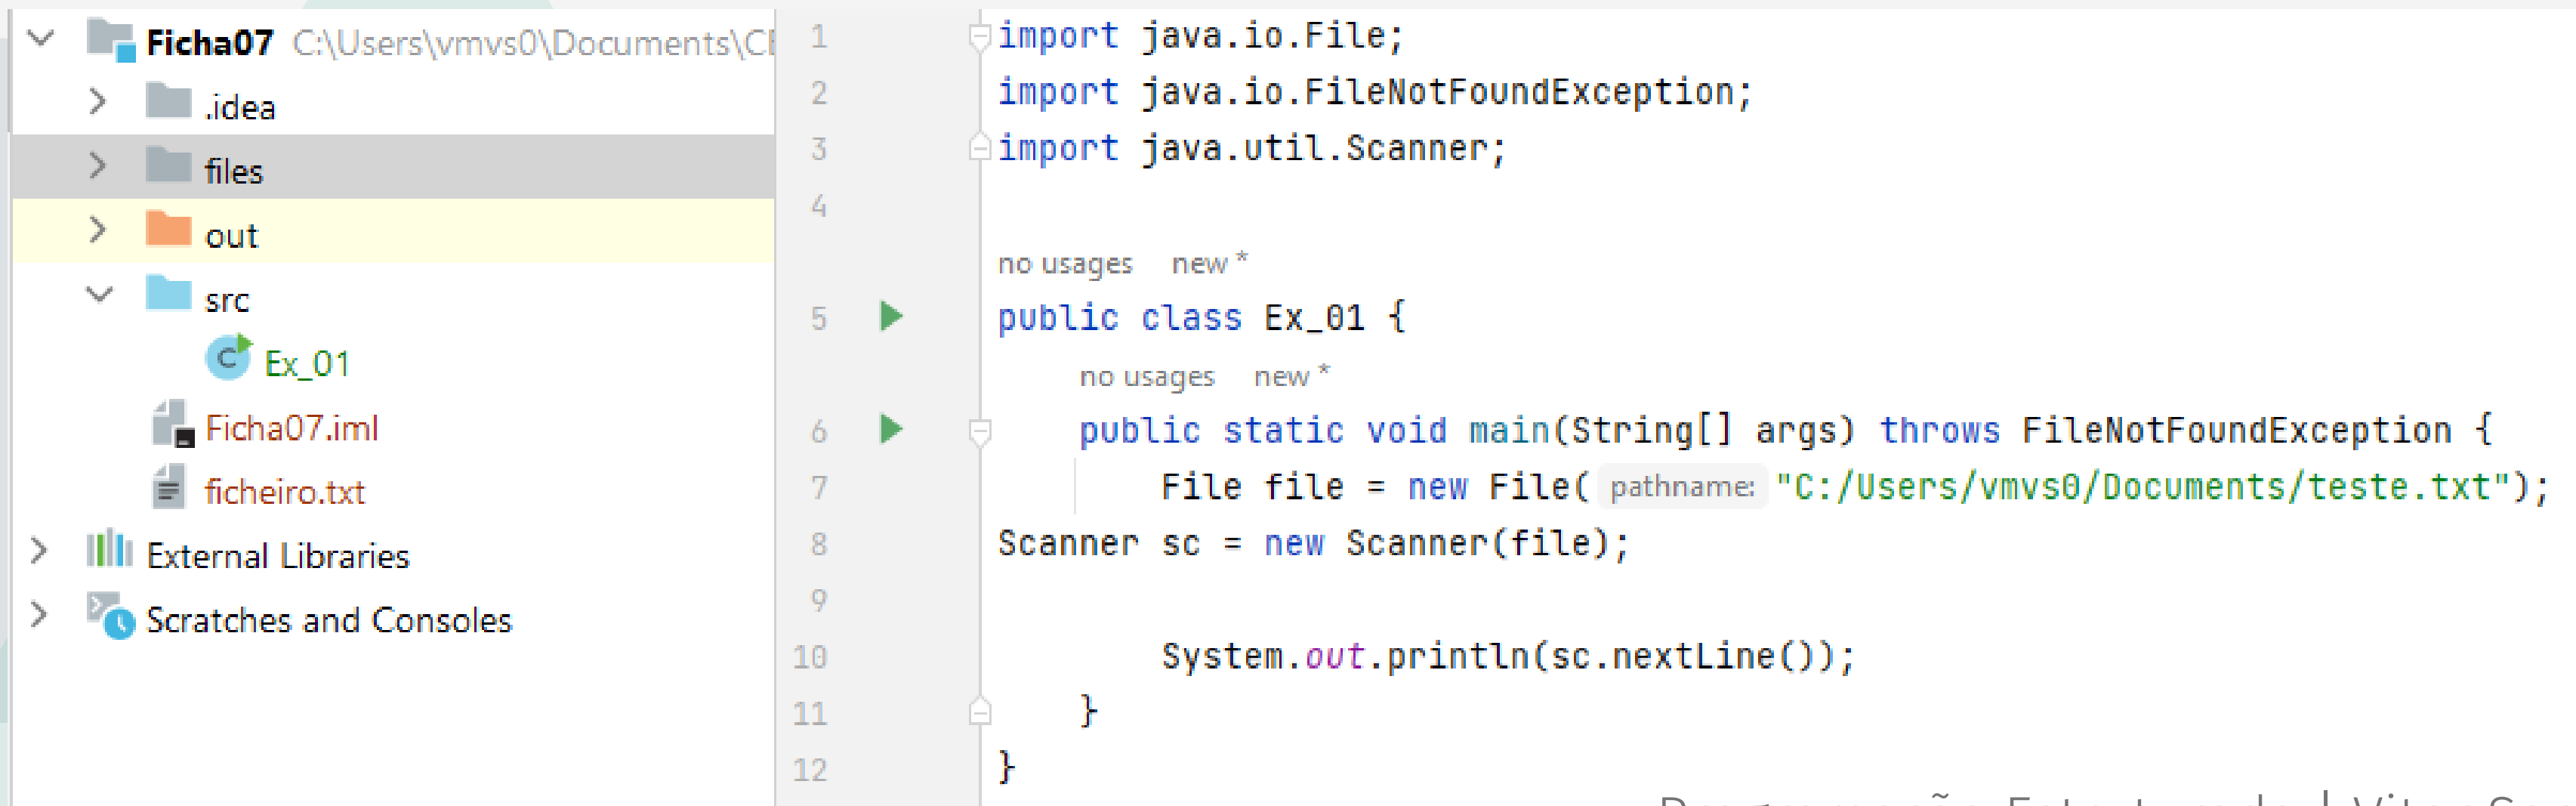 Ficha07 C:\Users\vmvs0\Documents\CE
.idea
files
out
src
Ex_01
Ficha07.iml
ficheiro.txt
External Libraries
Scratches and Consoles
1 import java.io.File;
2 import java.io.FileNotFoundException;
3 import java.util.Scanner;
4
no usages new *
5 public class Ex_01 {
no usages new *
6 public static void main(String[] args) throws FileNotFoundException {
7 File file = new File( pathname: "C:/Users/vmvs0/Documents/teste.txt");
8 Scanner sc = new Scanner(file);
9
10 System.out.println(sc.nextLine());
11 }
12 }